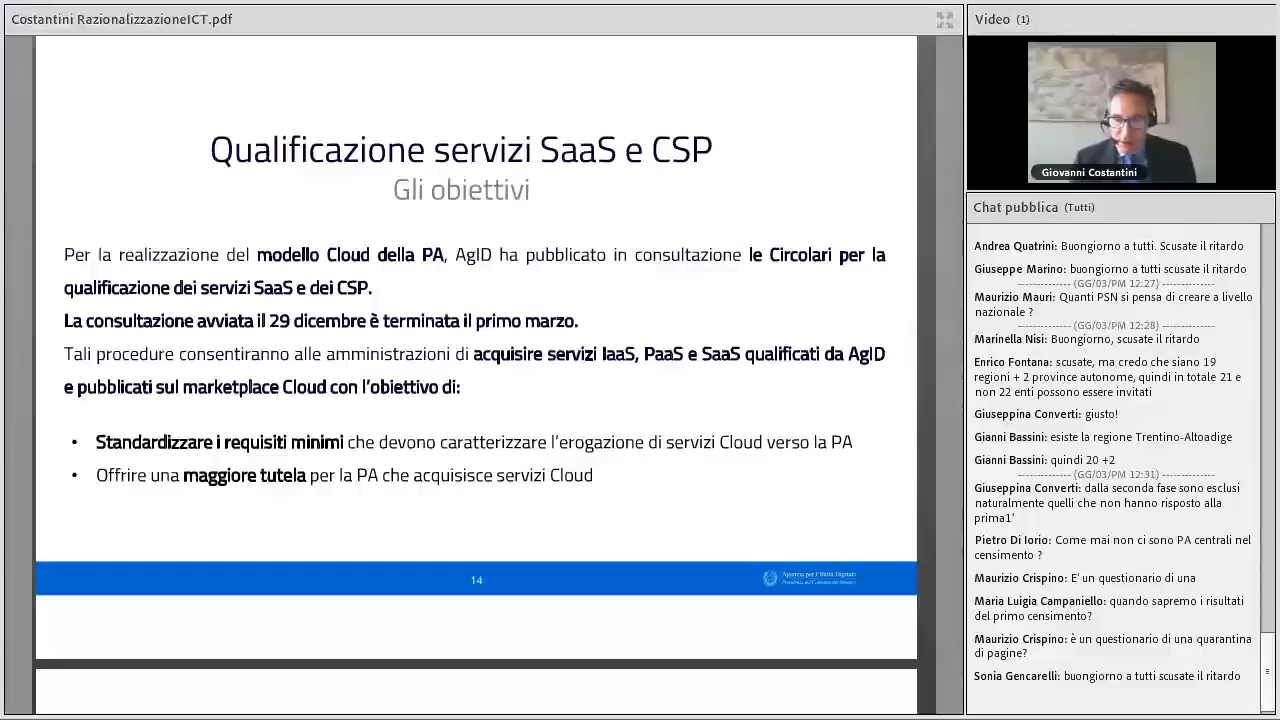 Costantini RazionalizzazioneICT.pdf
Qualificazione servizi SaaS e CSP
Gli obiettivi
Per la realizzazione del modello Cloud della PA, AgID ha pubblicato in consultazione le Circolari per la
qualificazione dei servizi SaaS e dei CSP.
La consultazione avviata il 29 dicembre è terminata il primo marzo.
Tali procedure consentiranno alle amministrazioni di acquisire servizi IaaS, PaaS e SaaS qualificati da AgID
e pubblicati sul marketplace Cloud con l'obiettivo di:
• Standardizzare i requisiti minimi che devono caratterizzare l'erogazione di servizi Cloud verso la PA
• Offrire una maggiore tutela per la PA che acquisisce servizi Cloud
14
Agenzia per l'Italia Digitale
Presidenza del Consiglio dei Ministri
Video (1)
Giovanni Costantini
Chat pubblica (Tutti)
Andrea Quatrini: Buongiorno a tutti. Scusate il ritardo
Giuseppe Marino: buongiorno a tutti scusate il ritardo
-------------- (GG/03/PM 12:27) --------------
Maurizio Mauri: Quanti PSN si pensa di creare a livello
nazionale ?
-------------- (GG/03/PM 12:28) --------------
Marinella Nisi: Buongiorno, scusate il ritardo
Enrico Fontana: scusate, ma credo che siano 19
regioni + 2 province autonome, quindi in totale 21 e
non 22 enti possono essere invitati
Giuseppina Converti: giusto!
Gianni Bassini: esiste la regione Trentino-Altoadige
Gianni Bassini: quindi 20 +2
-------------- (GG/03/PM 12:31) --------------
Giuseppina Converti: dalla seconda fase sono esclusi
naturalmente quelli che non hanno risposto alla
prima1'
Pietro Di Iorio: Come mai non ci sono PA centrali nel
censimento ?
Maurizio Crispino: E' un questionario di una
Maria Luigia Campaniello: quando sapremo i risultati
del primo censimento?
Maurizio Crispino: è un questionario di una quarantina
di pagine?
Sonia Gencarelli: buongiorno a tutti scusate il ritardo